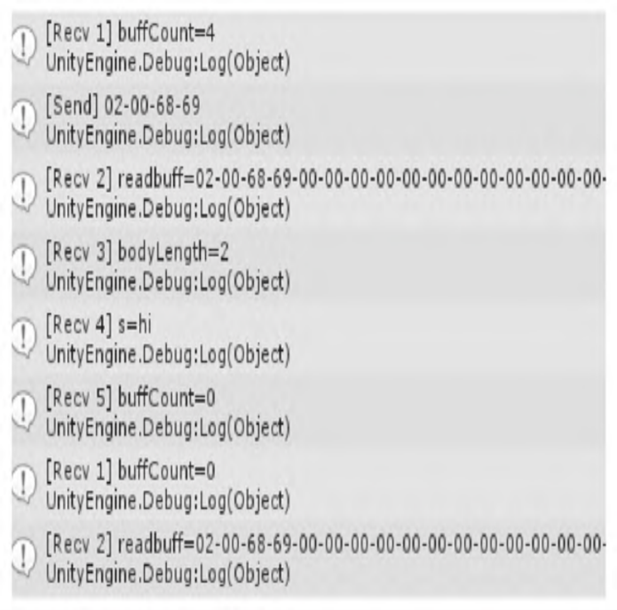 [Recv 1] buffCount=4
UnityEngine.Debug:Log(Object)
[Send] 02-00-68-69
UnityEngine.Debug:Log(Object)
[Recv 2] readbuff=02-00-68-69-00-00-00-00-00-00-00-00-00-00-00-
UnityEngine.Debug:Log(Object)
[Recv 3] bodyLength=2
UnityEngine.Debug:Log(Object)
[Recv 4] s=hi
UnityEngine.Debug:Log(Object)
[Recv 5] buffCount=0
UnityEngine.Debug:Log(Object)
[Recv 1] buffCount=0
UnityEngine.Debug:Log(Object)
[Recv 2] readbuff=02-00-68-69-00-00-00-00-00-00-00-00-00-00-00-
UnityEngine.Debug:Log(Object)